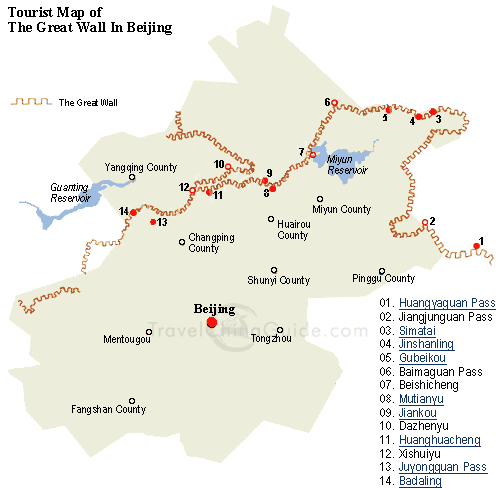 Tourist Map of
The Great Wall In Beijing
The Great Wall
6
5
4
3
7
Miyun
Reservoir
9
10
8
11
12
Yangqing County
Guanting
Reservoir
14
13
Miyun County
2
Huairou
County
Changping
County
1
Shunyi County
Pinggu County
Beijing
TravelChinaGuide.com
Mentougou
Tongzhou
Fangshan County
01. Huangyaguan Pass
02. Jiangjunguan Pass
03. Simatai
04. Jinshanling
05. Gubeikou
06. Baimaguan Pass
07. Beishicheng
08. Mutianyu
09. Jiankou
10. Dazhenyu
11. Huanghuacheng
12. Xishuiyu
13. Juyongguan Pass
14. Badaling